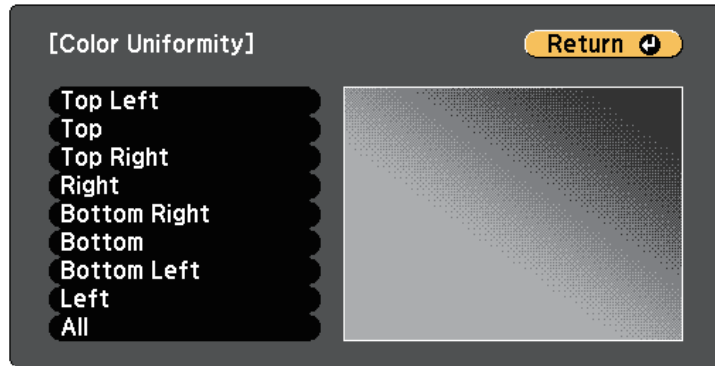 [Color Uniformity]
Return
Top Left
Top
Top Right
Right
Bottom Right
Bottom
Bottom Left
Left
All